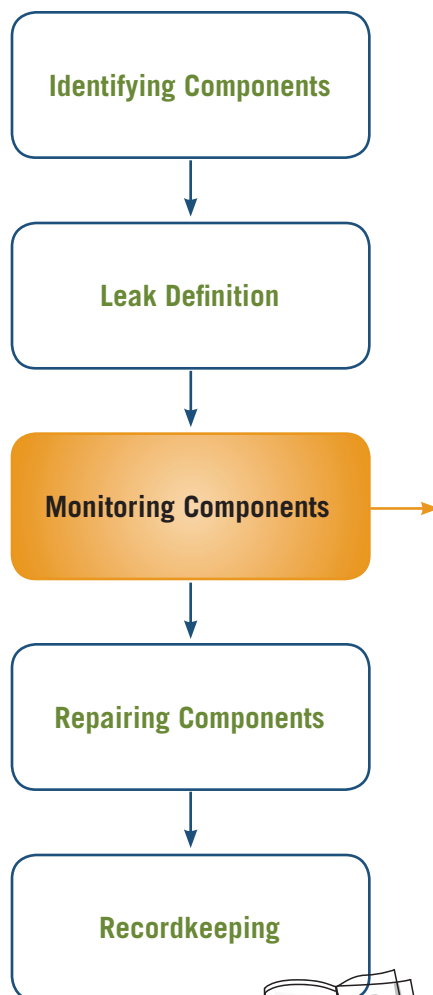 Identifying Components
Leak Definition
Monitoring Components
Repairing Components
Recordkeeping